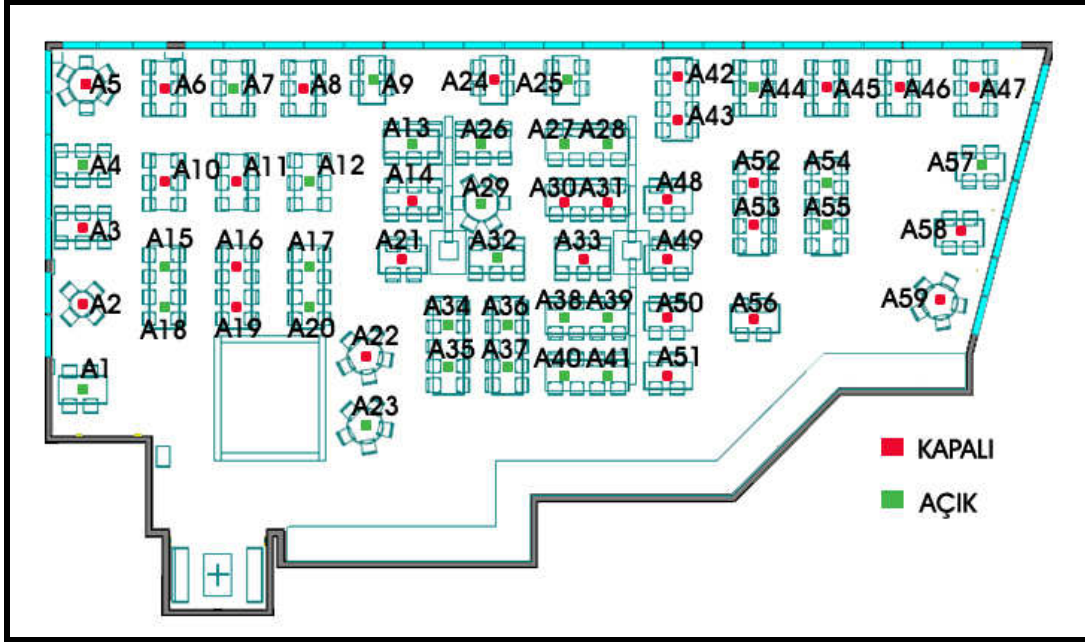 A5 A6 A7 A8 A9 A24 A25 A42 A44 A45 A46 A47
A43
A13 A26 A27 A28
A4 A10 A11 A12 A14 A52 A54 A57
A29 A30 A31 A48
A3 A53 A55 A58
A15 A16 A17 A21 A32 A33 A49
A2 A34 A36 A38 A39 A50 A56 A59
A18 A19 A20 A22
A35 A37 A40 A41 A51
A1
A23
KAPALI
AÇIK